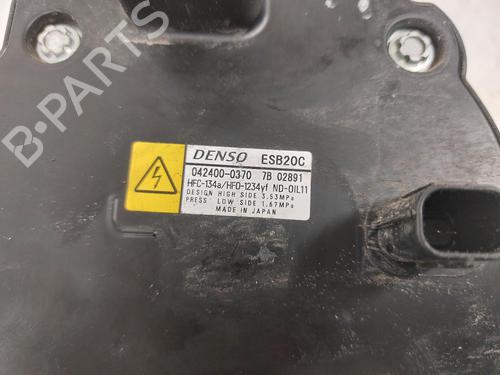 DENSO ESB20C
042400-0370 7B 02891
HFC-134a/HFO-1234yf ND-OIL11
DESIGN HIGH SIDE 3.53MPa
PRESS' LOW SIDE 1.67MPa
MADE IN JAPAN
B-PARTS